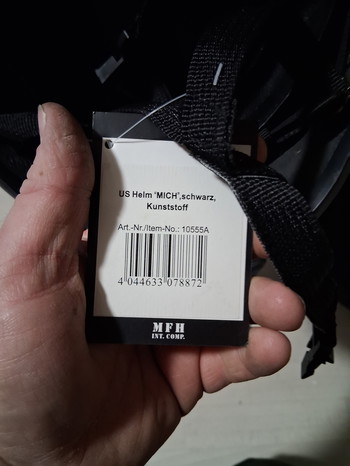 US Helm "MICH",schwarz,
Kunststoff
Art.-Nr./Item-No.: 10555A
4 044633 078872
MFH
INT. COMP.